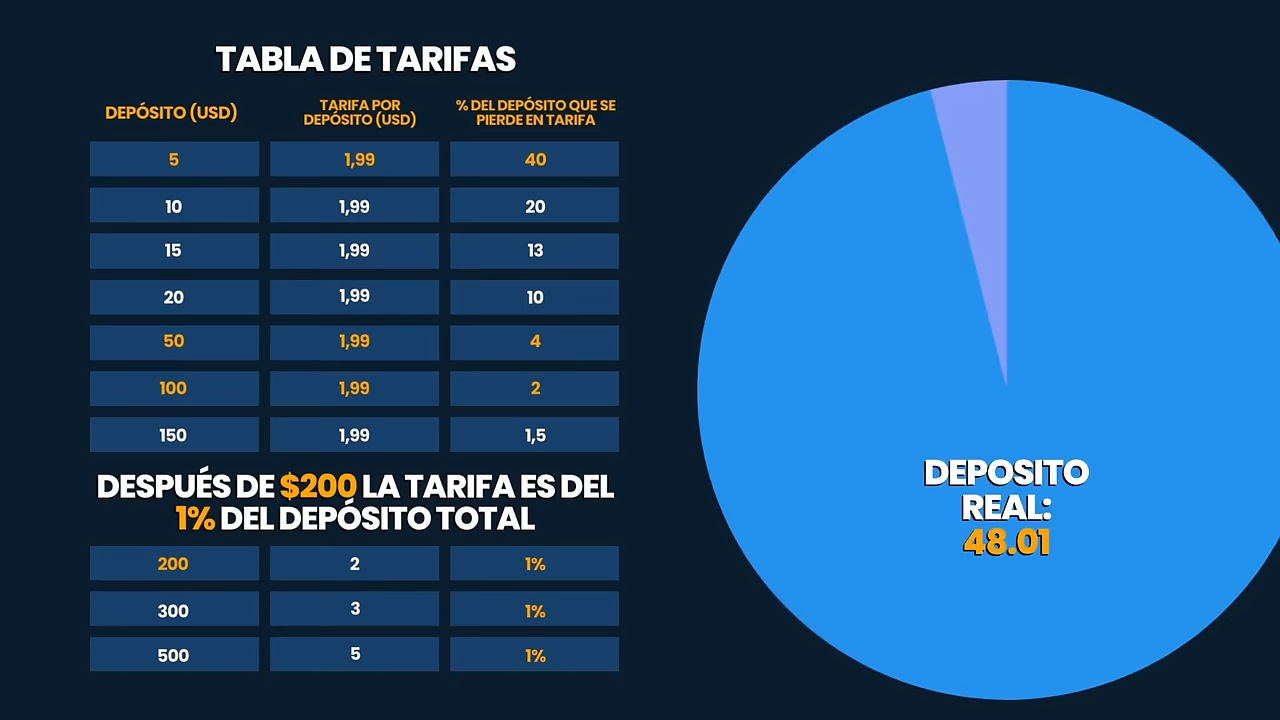 TABLA DE TARIFAS
DEPÓSITO (USD) TARIFA POR DEPÓSITO (USD) % DEL DEPÓSITO QUE SE PIERDE EN TARIFA
5 1,99 40
10 1,99 20
15 1,99 13
20 1,99 10
50 1,99 4
100 1,99 2
150 1,99 1,5
DESPUÉS DE $200 LA TARIFA ES DEL
1% DEL DEPÓSITO TOTAL
200 2 1%
300 3 1%
500 5 1%
DEPOSITO
REAL:
48.01